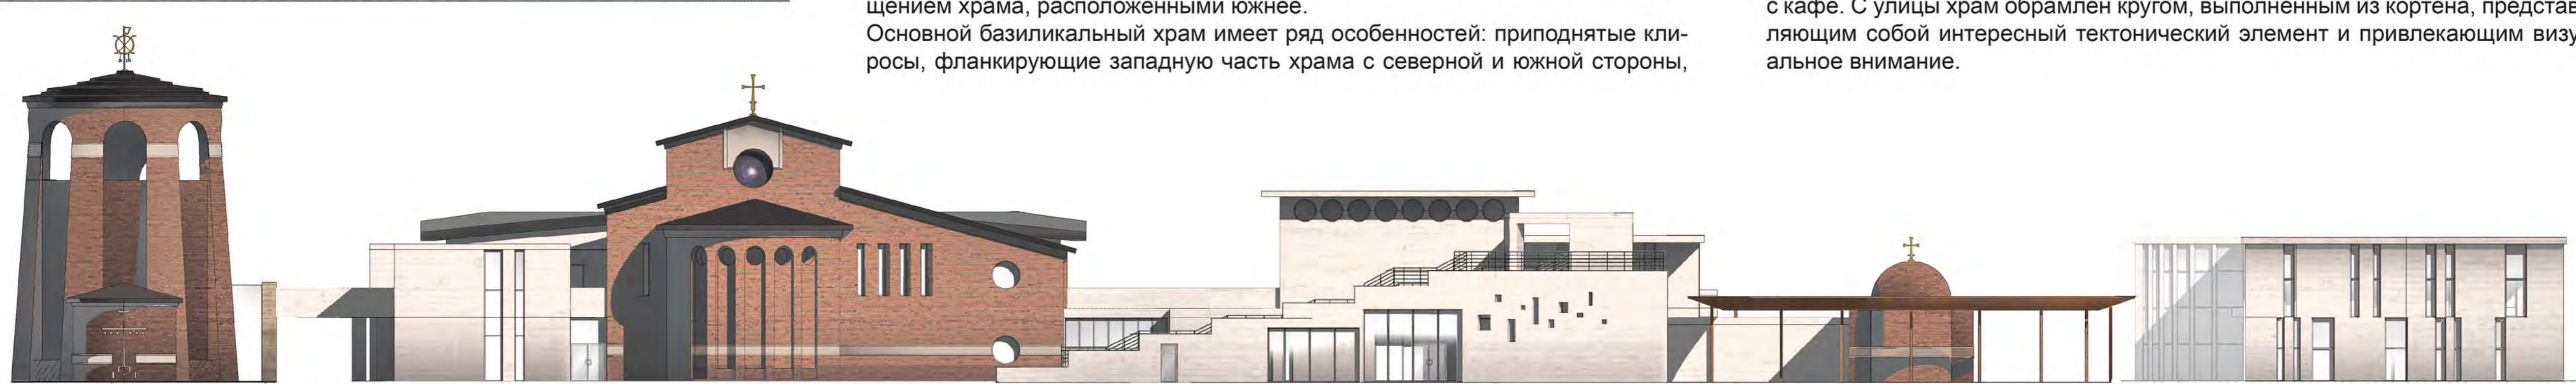 щением храма, расположенными южнее.
Основной базиликальный храм имеет ряд особенностей: приподнятые кли-
росы, фланкирующие западную часть храма с северной и южной стороны,
с кафе. С улицы храм обрамлен кругом, выполненным из кортена, представ
ляющим собой интересный тектонический элемент и привлекающим визу
альное внимание.